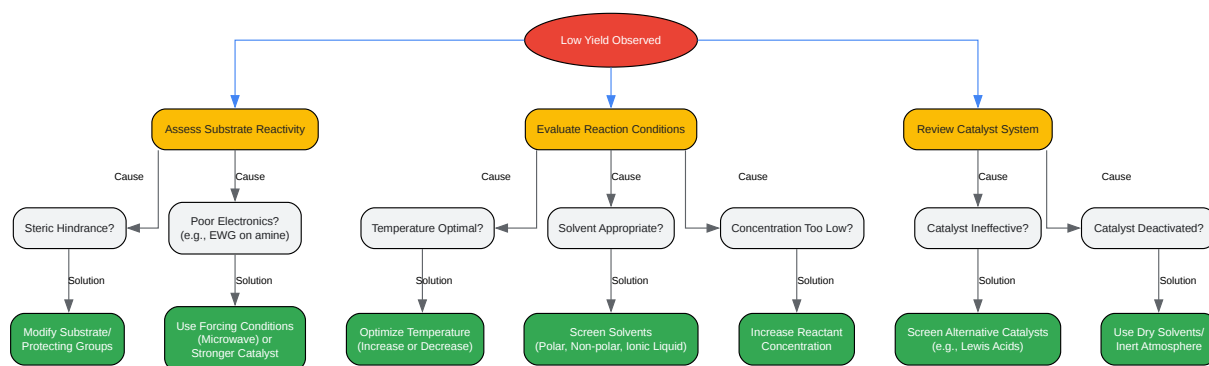 Low Yield Observed
Assess Substrate Reactivity
Evaluate Reaction Conditions
Review Catalyst System
Cause
Cause
Cause
Cause
Cause
Cause
Cause
Steric Hindrance?
Poor Electronics?
(e.g., EWG on amine)
Temperature Optimal?
Solvent Appropriate?
Concentration Too Low?
Catalyst Ineffective?
Catalyst Deactivated?
Solution
Solution
Solution
Solution
Solution
Solution
Solution
Modify Substrate/
Protecting Groups
Use Forcing Conditions
(Microwave) or
Stronger Catalyst
Optimize Temperature
(Increase or Decrease)
Screen Solvents
(Polar, Non-polar, Ionic Liquid)
Increase Reactant
Concentration
Screen Alternative Catalysts
(e.g., Lewis Acids)
Use Dry Solvents/
Inert Atmosphere